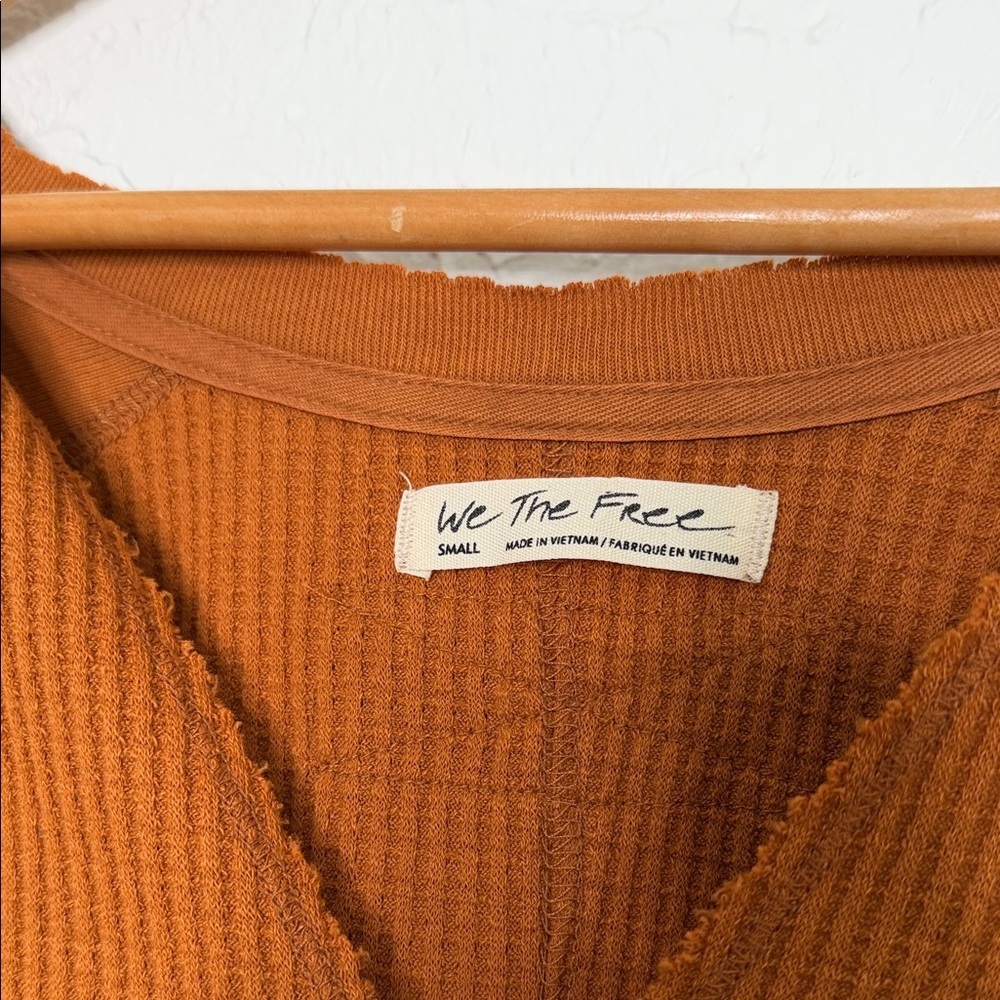 We The Free
SMALL MADE IN VIETNAM / FABRIQUÉ EN VIETNAM